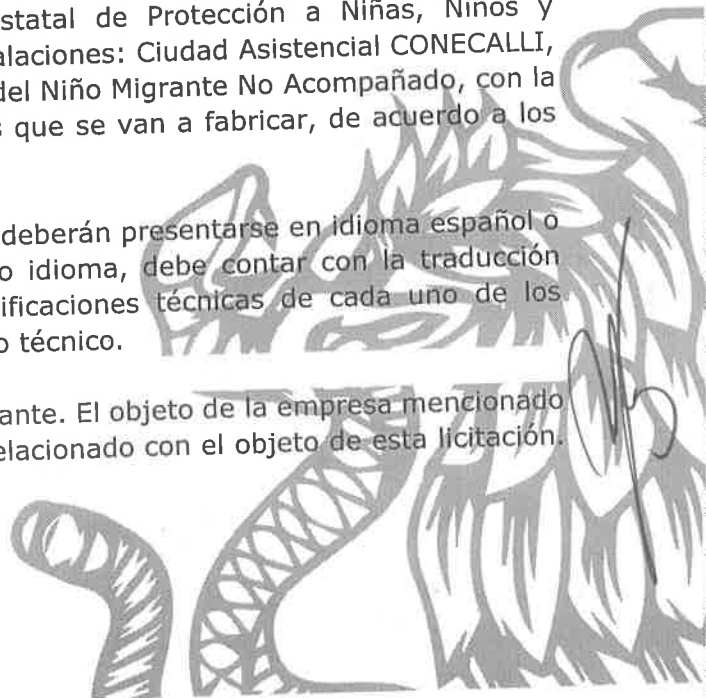 statal de Protección a Niñas, Niños y
alaciones: Ciudad Asistencial CONECALLI,
del Niño Migrante No Acompañado, con la
s que se van a fabricar, de acuerdo a los
deberán presentarse en idioma español o
o idioma, debe contar con la traducción
ificaciones técnicas de cada uno de los
o técnico.
ante. El objeto de la empresa mencionado
elacionado con el objeto de esta licitación.